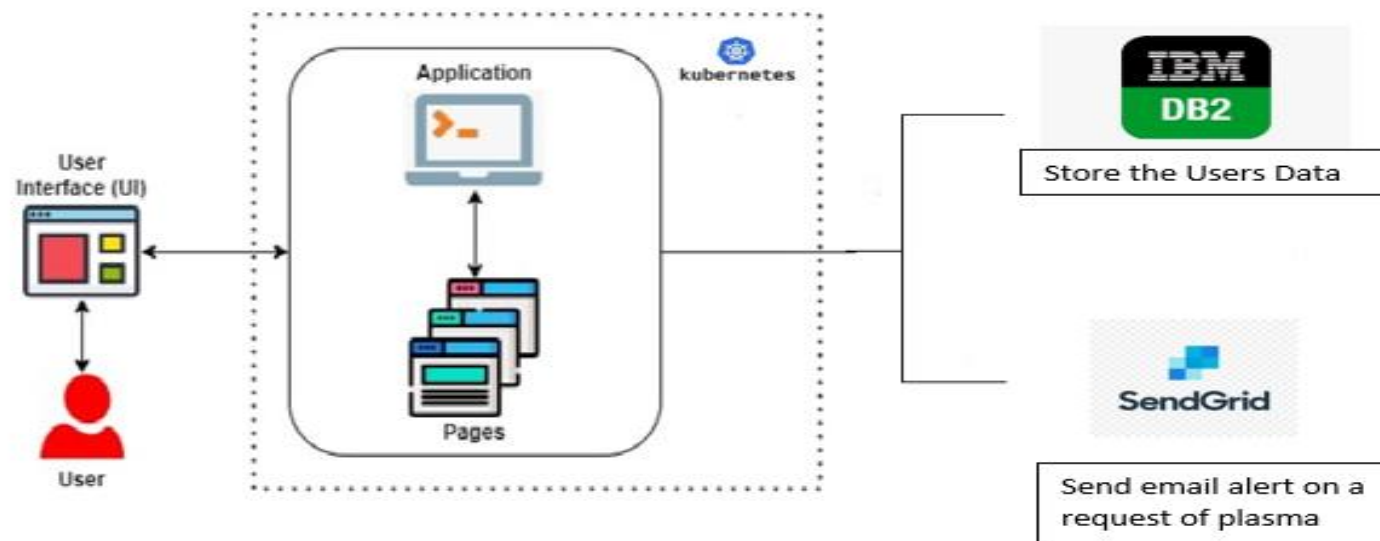 User
Interface (UI)
User
Application
Pages
kubernetes
IBM
DB2
Store the Users Data
SendGrid
Send email alert on a
request of plasma